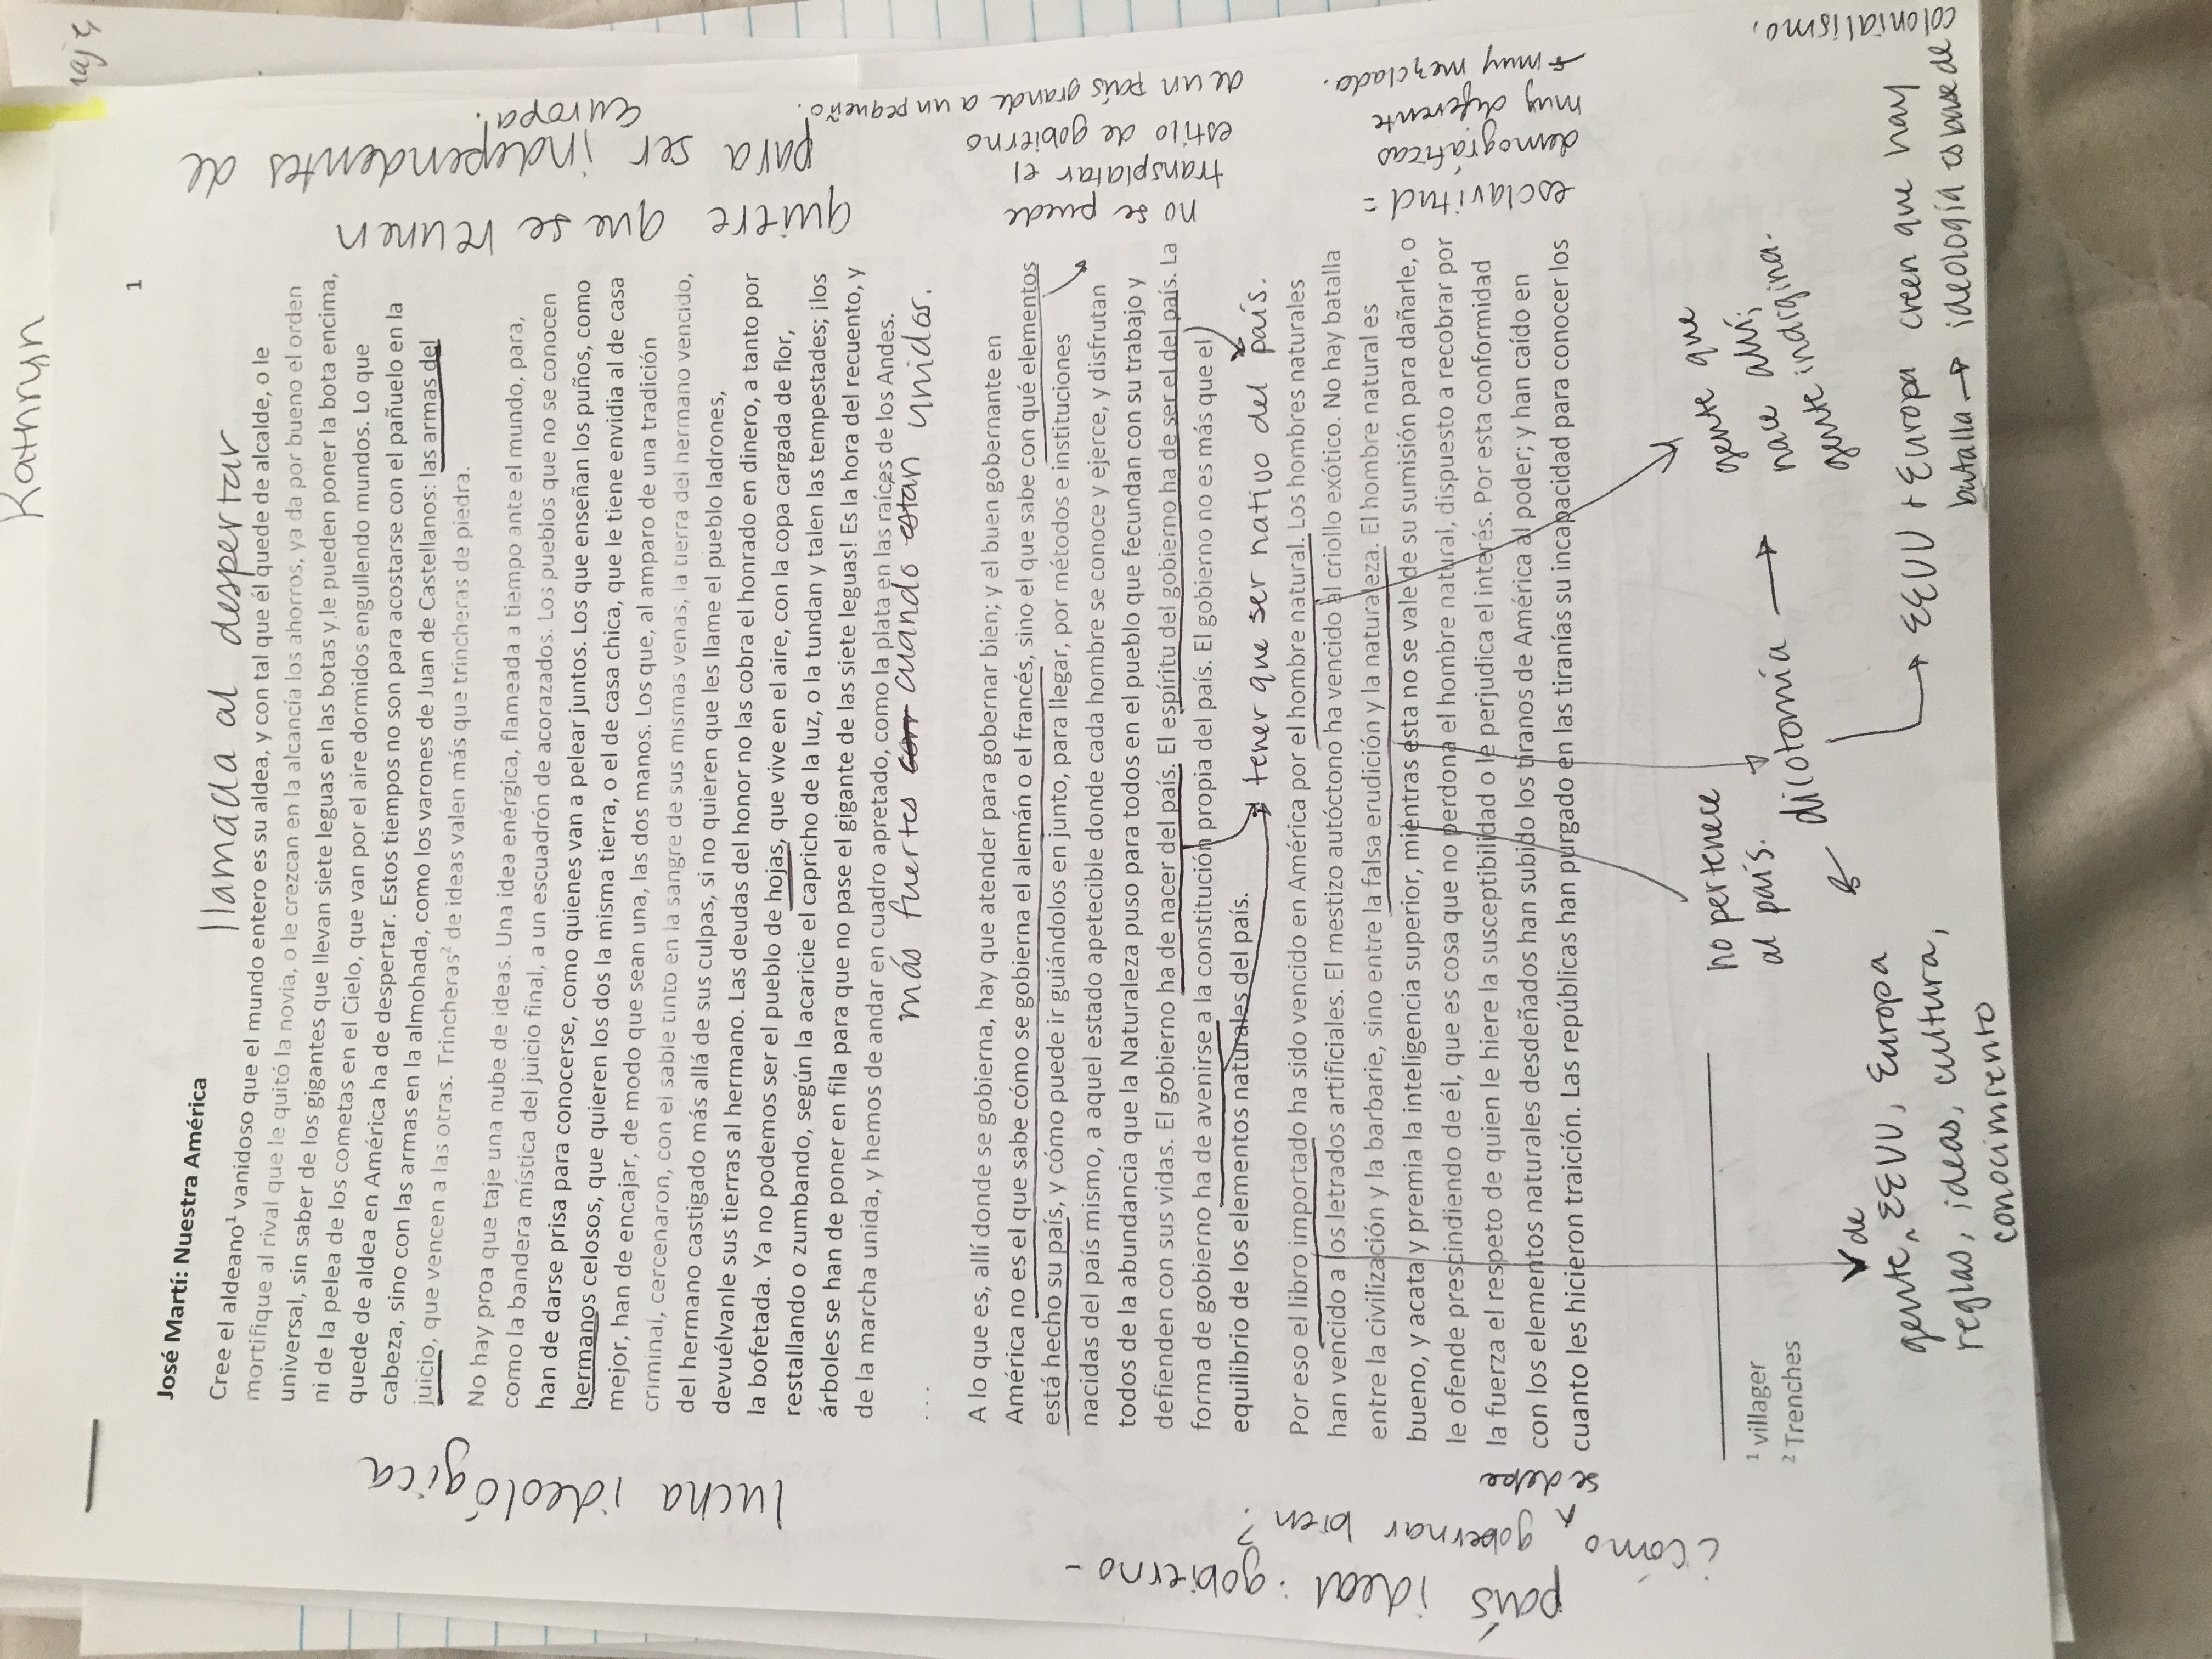 Kathryn
naje,
1
José Martí: Nuestra América
llamada al despertar
Cree el aldeano¹ vanidoso que el mundo entero es su aldea, y con tal que él quede de alcalde, o le
mortifique al rival que le quitó la novia, o le crezcan en la alcancía los ahorros, ya da por bueno el orden
universal, sin saber de los gigantes que llevan siete leguas en las botas y le pueden poner la bota encima,
ni de la pelea de los cometas en el Cielo, que van por el aire dormidos engullendo mundos. Lo que
quede de aldea en América ha de despertar. Estos tiempos no son para acostarse con el pañuelo en la
cabeza, sino con las armas en la almohada, como los varones de Juan de Castellanos: las armas del
juicio, que vencen a las otras. Trincheras² de ideas valen más que trincheras de piedra.
No hay proa que taje una nube de ideas. Una idea enérgica, flameada a tiempo ante el mundo, para,
como la bandera mística del juicio final, a un escuadrón de acorazados. Los pueblos que no se conocen
han de darse prisa para conocerse, como quienes van a pelear juntos. Los que enseñan los puños, como
hermanos celosos, que quieren los dos la misma tierra, o el de casa chica, que le tiene envidia al de casa
mejor, han de encajar, de modo que sean una, las dos manos. Los que, al amparo de una tradición
criminal, cercenaron, con el sable tinto en la sangre de sus mismas venas, la tierra del hermano vencido,
del hermano castigado más allá de sus culpas, si no quieren que les llame el pueblo ladrones,
devuélvanle sus tierras al hermano. Las deudas del honor no las cobra el honrado en dinero, a tanto por
la bofetada. Ya no podemos ser el pueblo de hojas, que vive en el aire, con la copa cargada de flor,
restallando o zumbando, según la acaricie el capricho de la luz, o la tundan y talen las tempestades; ¡los
árboles se han de poner en fila para que no pase el gigante de las siete leguas! Es la hora del recuento, y
de la marcha unida, y hemos de andar en cuadro apretado, como la plata en las raíces de los Andes.
más fuertes con cuando están unidos.
. . .
A lo que es, allí donde se gobierna, hay que atender para gobernar bien; y el buen gobernante en
América no es el que sabe cómo se gobierna el alemán o el francés, sino el que sabe con qué elementos
está hecho su país, y cómo puede ir guiándolos en junto, para llegar, por métodos e instituciones
nacidas del país mismo, a aquel estado apetecible donde cada hombre se conoce y ejerce, y disfrutan
todos de la abundancia que la Naturaleza puso para todos en el pueblo que fecundan con su trabajo y
defienden con sus vidas. El gobierno ha de nacer del país. El espíritu del gobierno ha de ser el del país. La
forma de gobierno ha de avenirse a la constitución propia del país. El gobierno no es más que el
equilibrio de los elementos naturales del país.
tener que ser nativo del país.
Por eso el libro importado ha sido vencido en América por el hombre natural. Los hombres naturales
han vencido a los letrados artificiales. El mestizo autóctono ha vencido al criollo exótico. No hay batalla
entre la civilización y la barbarie, sino entre la falsa erudición y la naturaleza. El hombre natural es
bueno, y acata y premia la inteligencia superior, mientras esta no se vale de su sumisión para dañarle, o
le ofende prescindiendo de él, que es cosa que no perdona el hombre natural, dispuesto a recobrar por
la fuerza el respeto de quien le hiere la susceptibilidad o le perjudica el interés. Por esta conformidad
con los elementos naturales desdeñados han subido los tiranos de América al poder; y han caído en
cuanto les hicieron traición. Las repúblicas han purgado en las tiranías su incapacidad para conocer los
lucha ideológica
país ideal: gobierno -
¿Cómo gobernar bien?
se debe
quiere que se reunen
para ser independentes de
Europa!
no se puede
transplatar el
estilo de gobierno
de un país grande a un pequeño.
esclavitud =
demográficas
muy diferente
→ muy mezclado.
¹ villager
² Trenches
no pertenece
al país.
dicotomía
gente que
nace allí;
gente indígina.
de
gente EEUU, Europa
reglas, ideas, cultura,
conocimiento
EEUU + Europa creen que hay
batalla → ideología es base de
colonialismo.